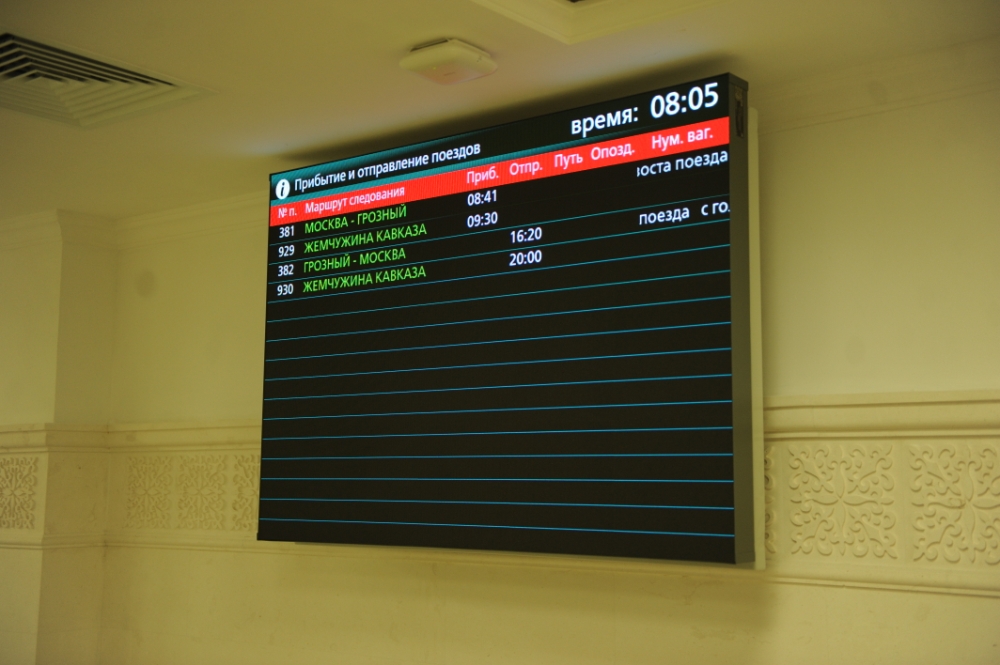 время: 08:05
i Прибытие и отправление поездов
№ п. Маршрут следования Приб. Отпр. Путь Опозд. Нум. ваг.
381 МОСКВА - ГРОЗНЫЙ 08:41 оста поезда
929 ЖЕМЧУЖИНА КАВКАЗА 09:30 поезда с го
382 ГРОЗНЫЙ - МОСКВА 16:20
930 ЖЕМЧУЖИНА КАВКАЗА 20:00